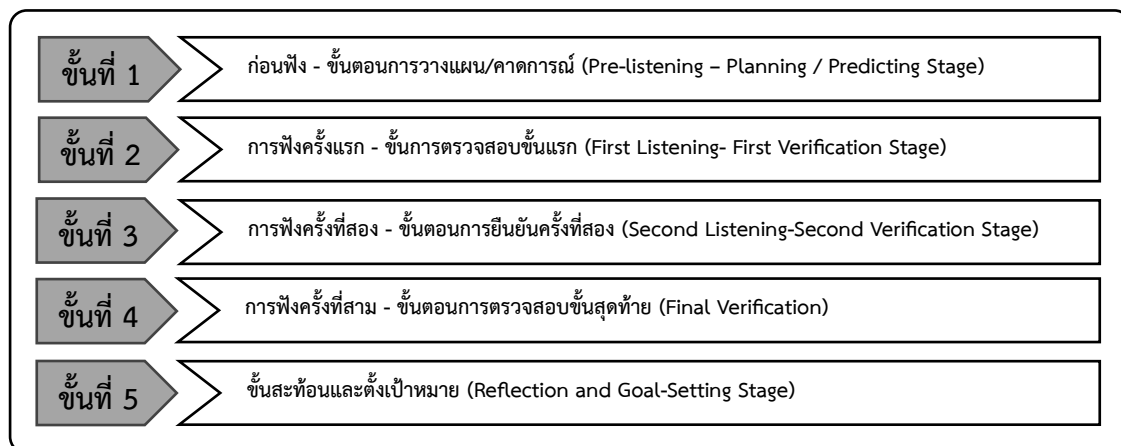 ขั้นที่ 1
ก่อนฟัง - ขั้นตอนการวางแผน/คาดการณ์ (Pre-listening – Planning / Predicting Stage)
ขั้นที่ 2
การฟังครั้งแรก - ขั้นการตรวจสอบขั้นแรก (First Listening- First Verification Stage)
ขั้นที่ 3
การฟังครั้งที่สอง - ขั้นตอนการยืนยันครั้งที่สอง (Second Listening-Second Verification Stage)
ขั้นที่ 4
การฟังครั้งที่สาม - ขั้นตอนการตรวจสอบขั้นสุดท้าย (Final Verification)
ขั้นที่ 5
ขั้นสะท้อนและตั้งเป้าหมาย (Reflection and Goal-Setting Stage)